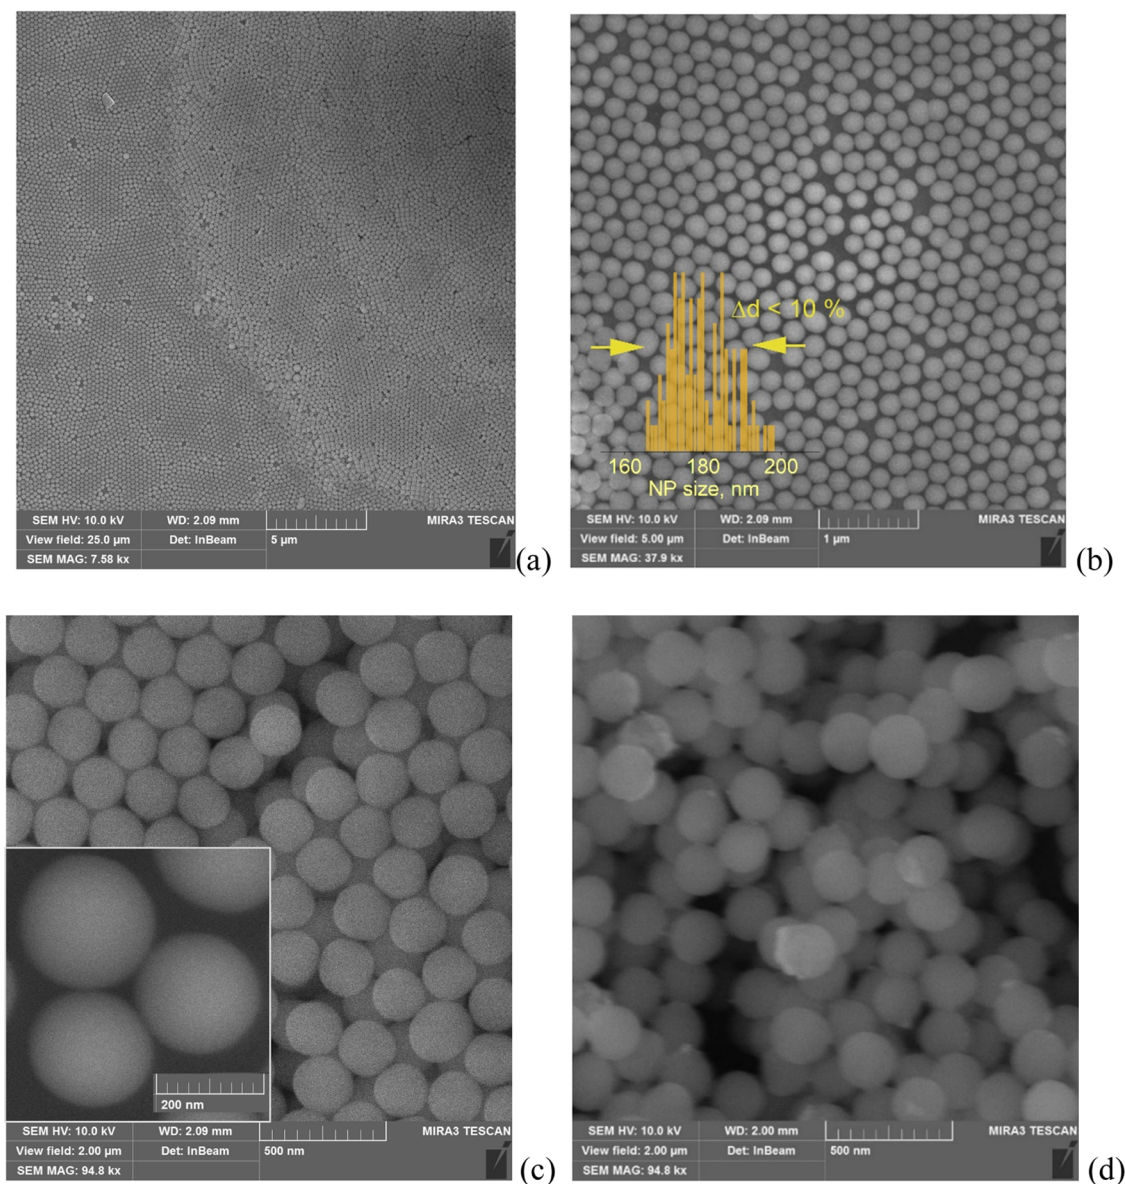 Δd < 10 %
160 180 200
NP size, nm
SEM HV: 10.0 kV WD: 2.09 mm MIRA3 TESCAN
View field: 25.0 µm Det: InBeam 5 µm
SEM MAG: 7.58 kx
(a)
SEM HV: 10.0 kV WD: 2.09 mm MIRA3 TESCAN
View field: 5.00 µm Det: InBeam 1 µm
SEM MAG: 37.9 kx
(b)
200 nm
SEM HV: 10.0 kV WD: 2.09 mm MIRA3 TESCAN
View field: 2.00 µm Det: InBeam 500 nm
SEM MAG: 94.8 kx
(c)
SEM HV: 10.0 kV WD: 2.00 mm MIRA3 TESCAN
View field: 2.00 µm Det: InBeam 500 nm
SEM MAG: 94.8 kx
(d)